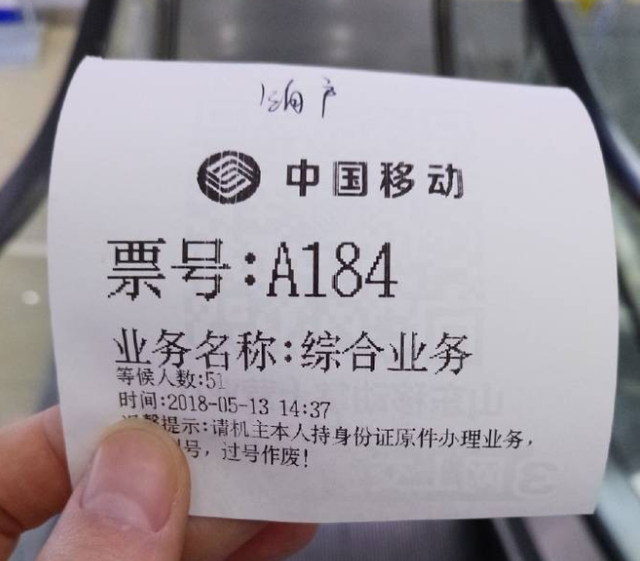 销户
中国移动
票号:A184
业务名称:综合业务
等候人数:51
时间:2018-05-13 14:37
提示:请机主本人持身份证原件办理业务,
号,过号作废!